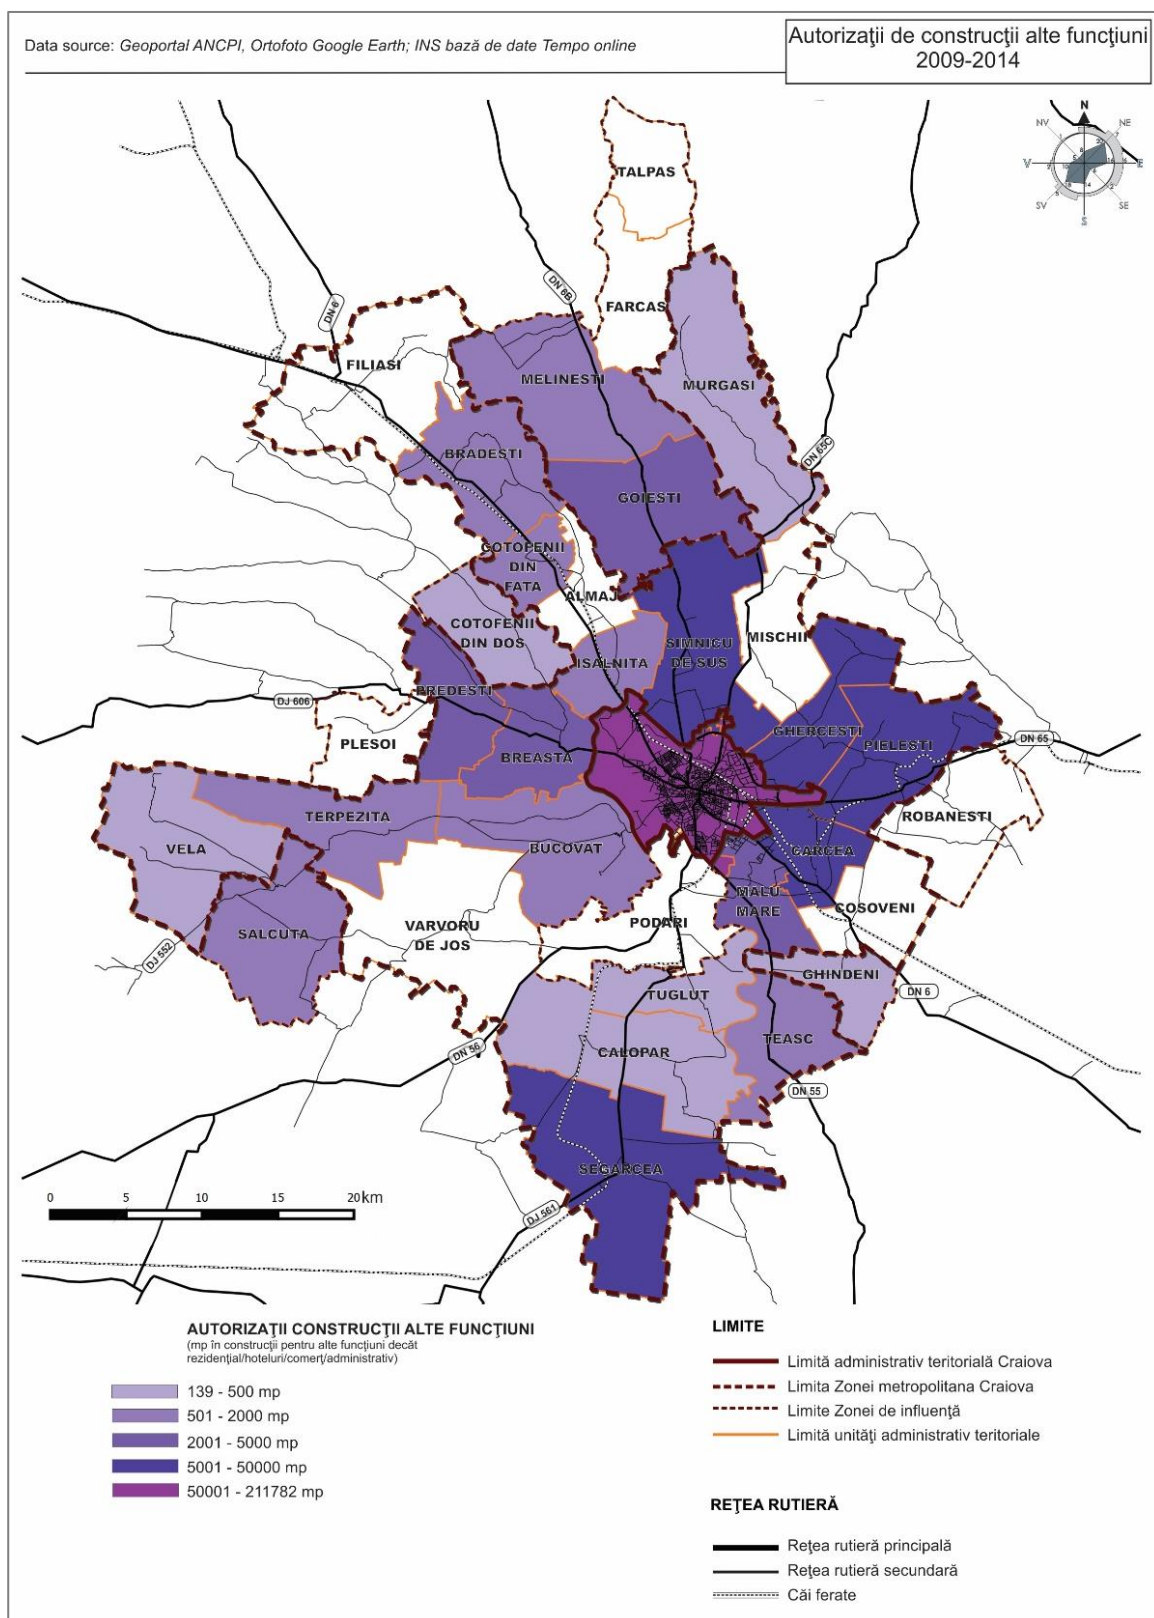 Data source: Geoportal ANCPI, Ortofoto Google Earth; INS bază de date Tempo online
Autorizaţii de construcţii alte funcţiuni
2009-2014
N
NV
NE
V
E
SV
SE
S
TALPAS
DN 6B
FARCAS
DN 6
FILIASI
MELINESTI
MURGASI
DN 65C
BRADESTI
GOIESTI
COTOFENII
DIN
FATA
ALMAJ
COTOFENII
DIN DOS
ISALNITA
SIMNICU
DE SUS
MISCHII
PREDESTI
DJ 606
PLESOI
BREASTA
GHERCESTI
PIELESTI
DN 65
ROBANESTI
TERPEZITA
VELA
BUCOVAT
CARCEA
MALU
MARE
COSOVENI
SALCUTA
VARVORU
DE JOS
PODARI
DJ 552
GHINDENI
DN 6
TUGLUT
TEASC
CALOPAR
DN 56
DN 55
SEGARCEA
0 5 10 15 20km
DJ 561
AUTORIZAŢII CONSTRUCŢII ALTE FUNCŢIUNI
(mp în construcţii pentru alte funcţiuni decât
rezidenţial/hoteluri/comerţ/administrativ)
139 - 500 mp
501 - 2000 mp
2001 - 5000 mp
5001 - 50000 mp
50001 - 211782 mp
LIMITE
Limită administrativ teritorială Craiova
Limita Zonei metropolitana Craiova
Limite Zonei de influenţă
Limită unităţi administrativ teritoriale
REŢEA RUTIERĂ
Reţea rutieră principală
Reţea rutieră secundară
Căi ferate